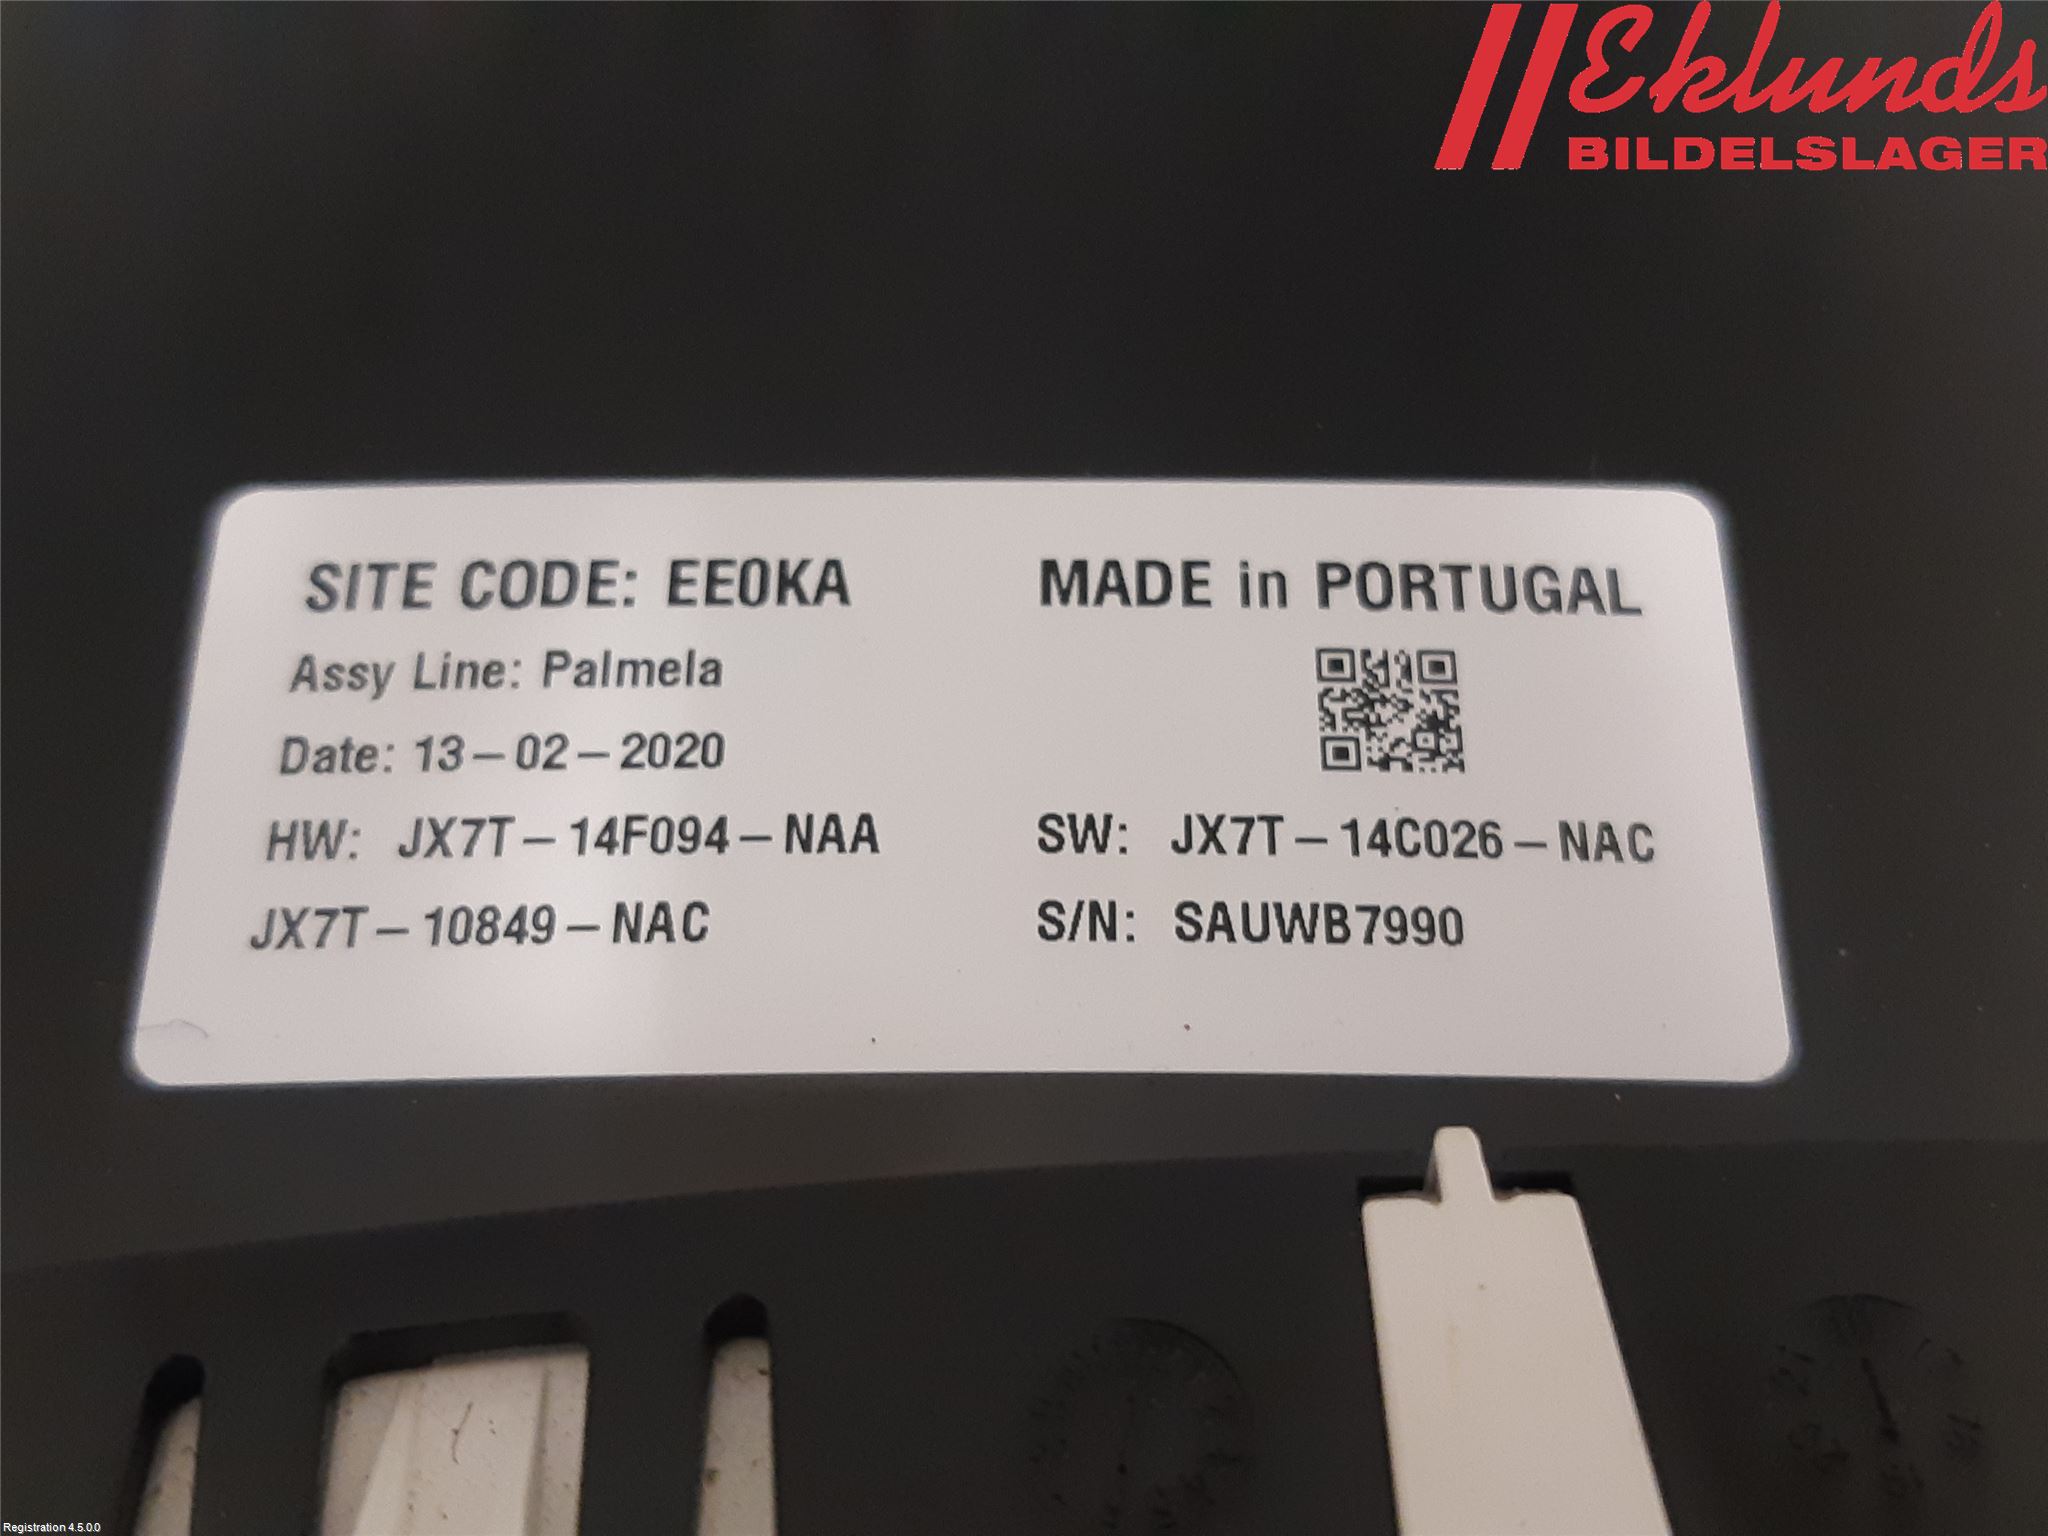 Eklunds
BILDELSLAGER
SITE CODE: EE0KA
MADE in PORTUGAL
Assy Line: Palmela
Date: 13-02-2020
HW: JX7T-14F094-NAA
SW: JX7T-14C026-NAC
JX7T-10849-NAC
S/N: SAUWB7990
Registration 4.5.0.0